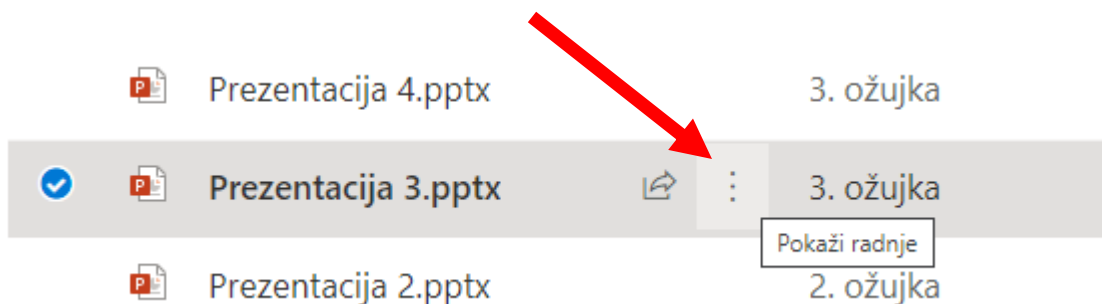 Prezentacija 4.pptx 3. ožujka
Prezentacija 3.pptx 3. ožujka
Pokaži radnje
Prezentacija 2.pptx 2. ožujka